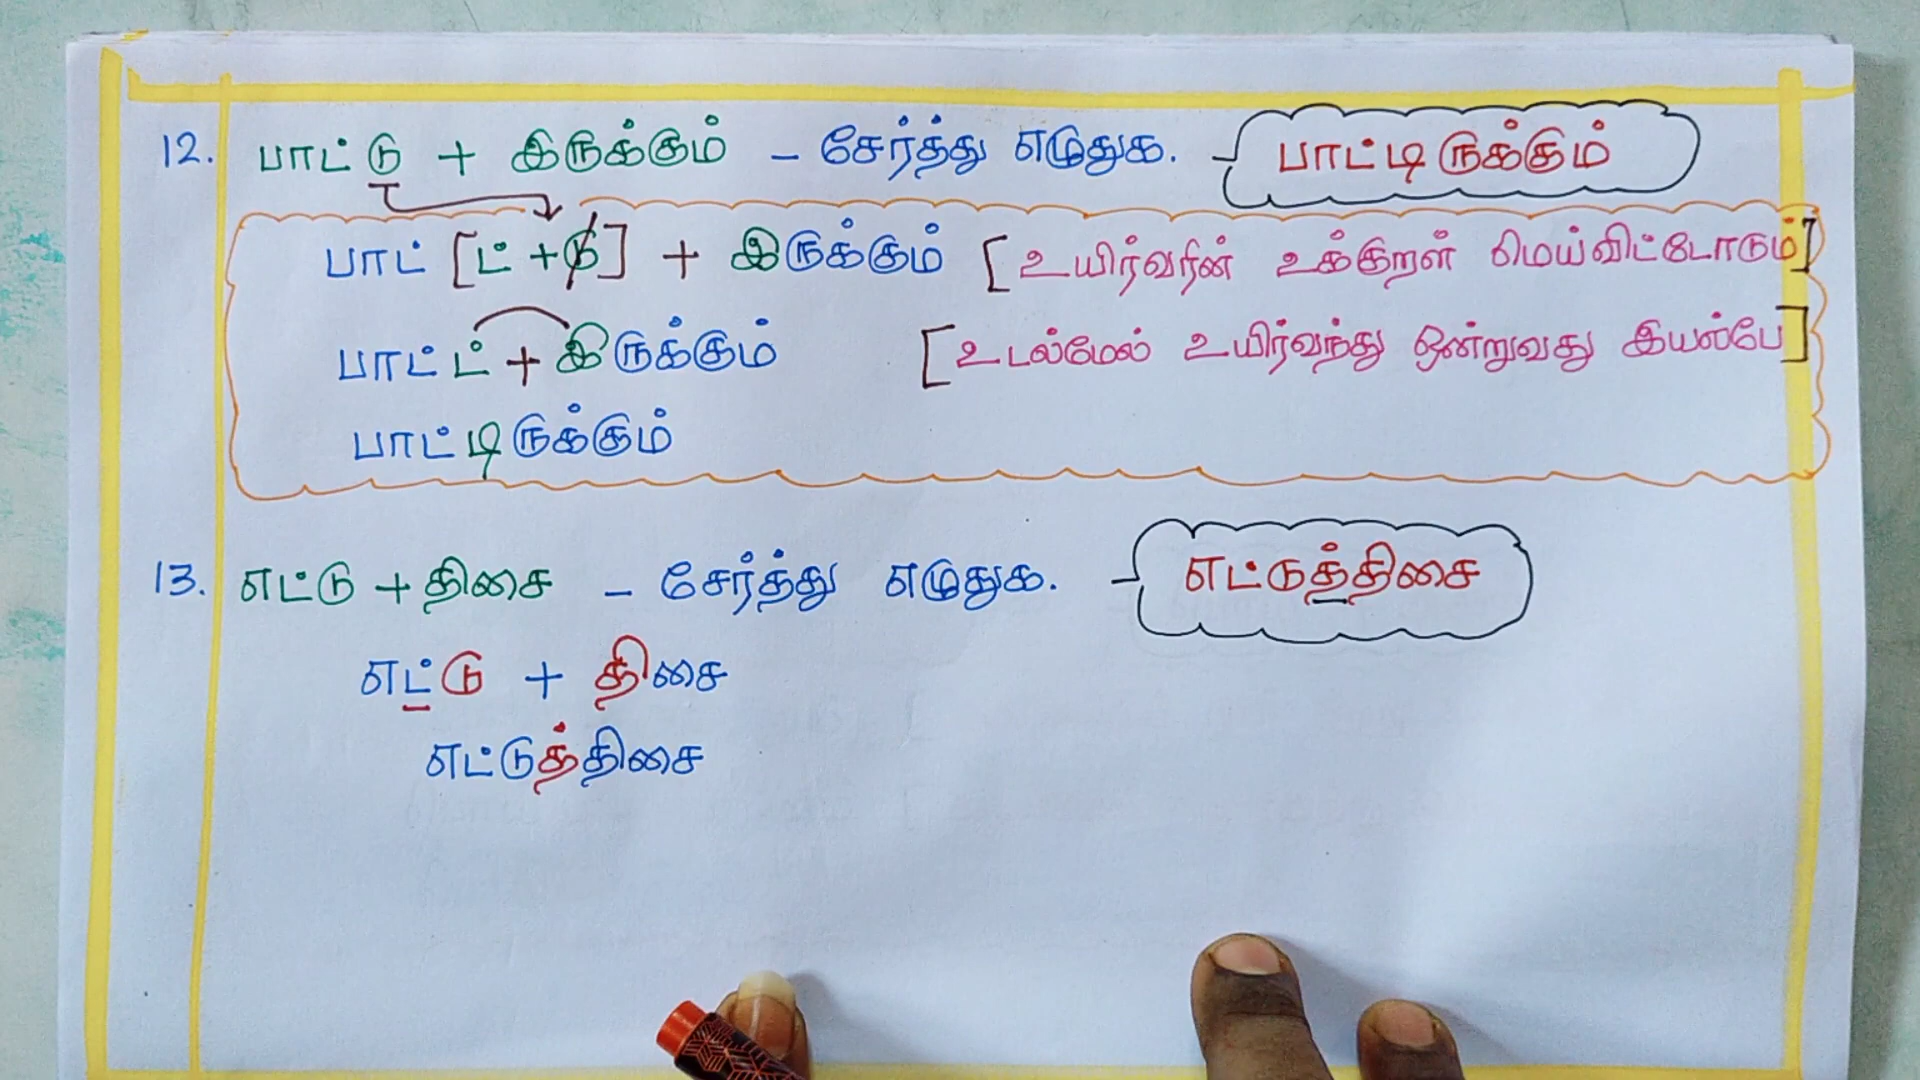 12. பாட்டு + இருக்கும் - சேர்த்து எழுதுக. - பாட்டிருக்கும்
பாட் [ட் + உ] + இருக்கும் [உயிர்வரின் உக்குறள் மெய்விட்டோடும்]
பாட்ட் + இருக்கும் [உடல்மேல் உயிர்வந்து ஒன்றுவது இயல்பே]
பாட்டிருக்கும்
13. எட்டு + திசை - சேர்த்து எழுதுக. - எட்டுத்திசை
எட்டு + திசை
எட்டுத்திசை